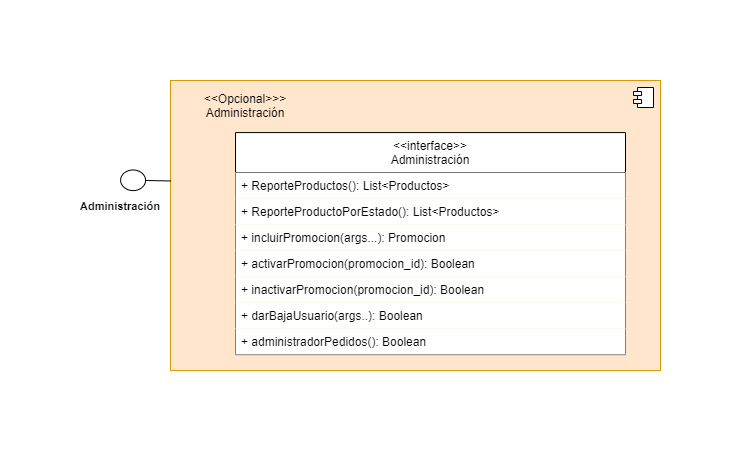 <<Opcional>>>
Administración
<<interface>>
Administración
+ ReporteProductos(): List<Productos>
+ ReporteProductoPorEstado(): List<Productos>
+ incluirPromocion(args...): Promocion
+ activarPromocion(promocion_id): Boolean
+ inactivarPromocion(promocion_id): Boolean
+ darBajaUsuario(args..): Boolean
+ administradorPedidos(): Boolean
Administración